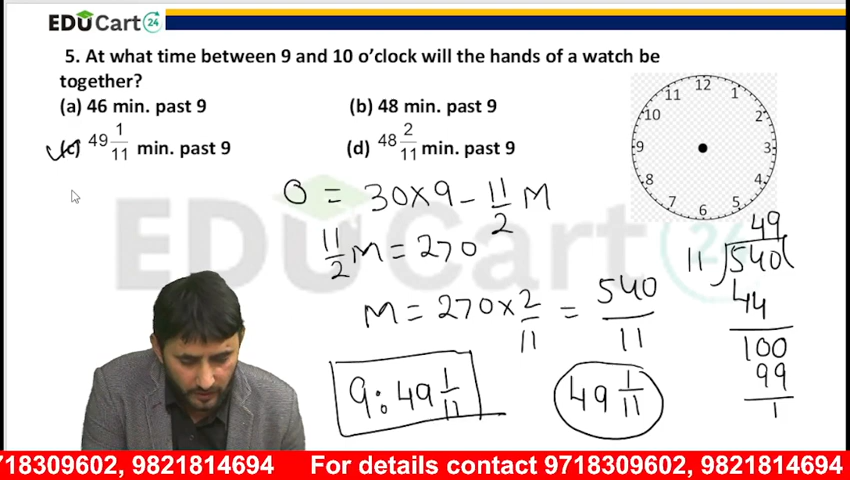 EDUCart24
5. At what time between 9 and 10 o'clock will the hands of a watch be
together?
(a) 46 min. past 9 (b) 48 min. past 9
(c) 49 1/11 min. past 9 (d) 48 2/11 min. past 9
12
11 1
10 2
9 3
8 4
7 5
6
0 = 30×9 - 11/2 M
11/2 M = 270
M = 270 × 2/11 = 540/11
9:49 1/11
49 1/11
49
11 540
44
100
99
1
EDUCart24
718309602, 9821814694 For details contact 9718309602, 9821814694